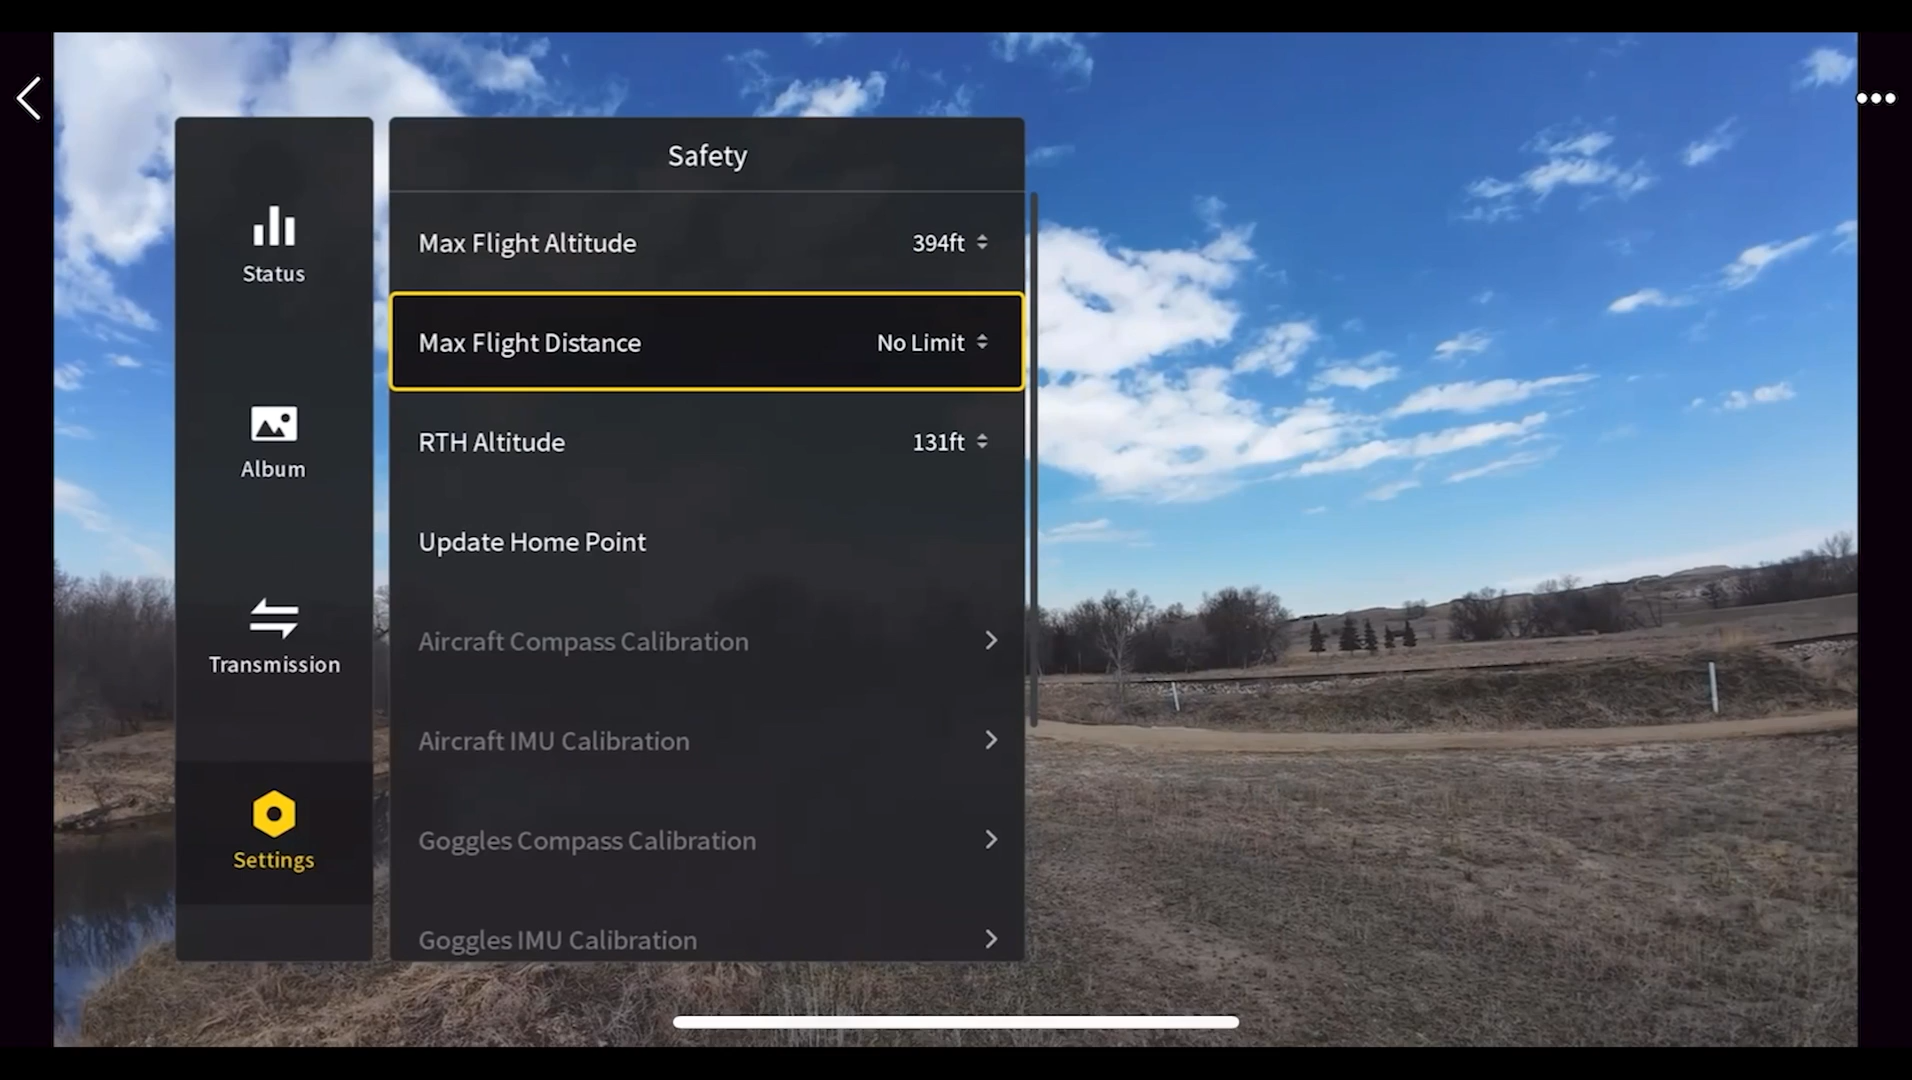 Safety
Status
Album
Transmission
Settings
Max Flight Altitude 394ft
Max Flight Distance No Limit
RTH Altitude 131ft
Update Home Point
Aircraft Compass Calibration
Aircraft IMU Calibration
Goggles Compass Calibration
Goggles IMU Calibration